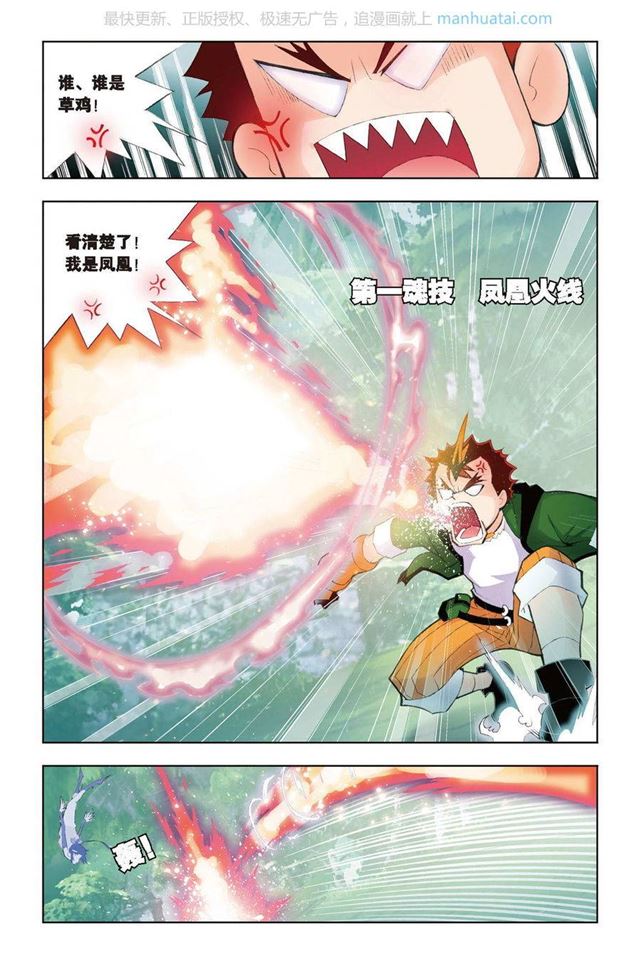 最快更新、正版授权、极速无广告，追漫画就上 manhuatai.com
谁、谁是
草鸡！
看清楚了！
我是凤凰！
第一魂技 凤凰火线
轰！